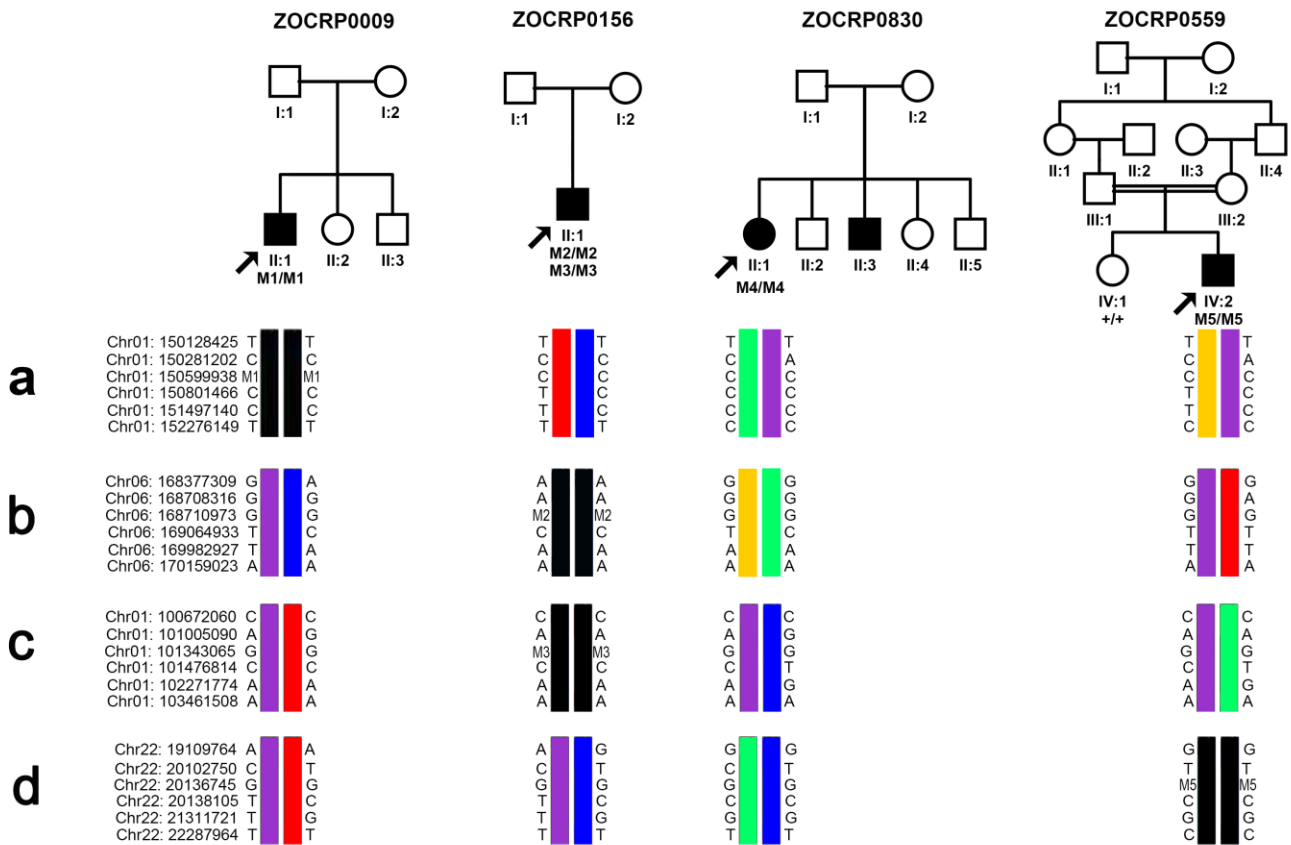 ZOCRP0009 ZOCRP0156 ZOCRP0830 ZOCRP0559
I:1 I:2 I:1 I:2 I:1 I:2 I:1 I:2
II:1 II:2 II:3 II:4
III:1 III:2
II:1 II:2 II:3
M1/M1
II:1
M2/M2
M3/M3
II:1 II:2 II:3 II:4 II:5
M4/M4
IV:1 IV:2
+/+ M5/M5
a
Chr01: 150128425 T T T T T T T T
Chr01: 150281202 C C C C C A C A
Chr01: 150599938 M1 M1 C C C C C C
Chr01: 150801466 C C T C C C T C
Chr01: 151497140 C C T C C C T C
Chr01: 152276149 T T T T C C C C
b
Chr06: 168377309 G A A A G G G G
Chr06: 168708316 G G A A G G G A
Chr06: 168710973 G G M2 M2 G G G G
Chr06: 169064933 T C C C T C T T
Chr06: 169982927 T A A A A A T T
Chr06: 170159023 A A A A A A A A
c
Chr01: 100672060 C C C C C C C C
Chr01: 101005090 A G A A A G A A
Chr01: 101343065 G G M3 M3 G G G G
Chr01: 101476814 C C C C C T C T
Chr01: 102271774 A A A A A G A G
Chr01: 103461508 A A A A A A A A
d
Chr22: 19109764 A A A G G G G G
Chr22: 20102750 C T C T C T T T
Chr22: 20136745 G G G G G G M5 M5
Chr22: 20138105 T C T C C C C C
Chr22: 21311721 T G T G G G G G
Chr22: 22287964 T T T T T T C C